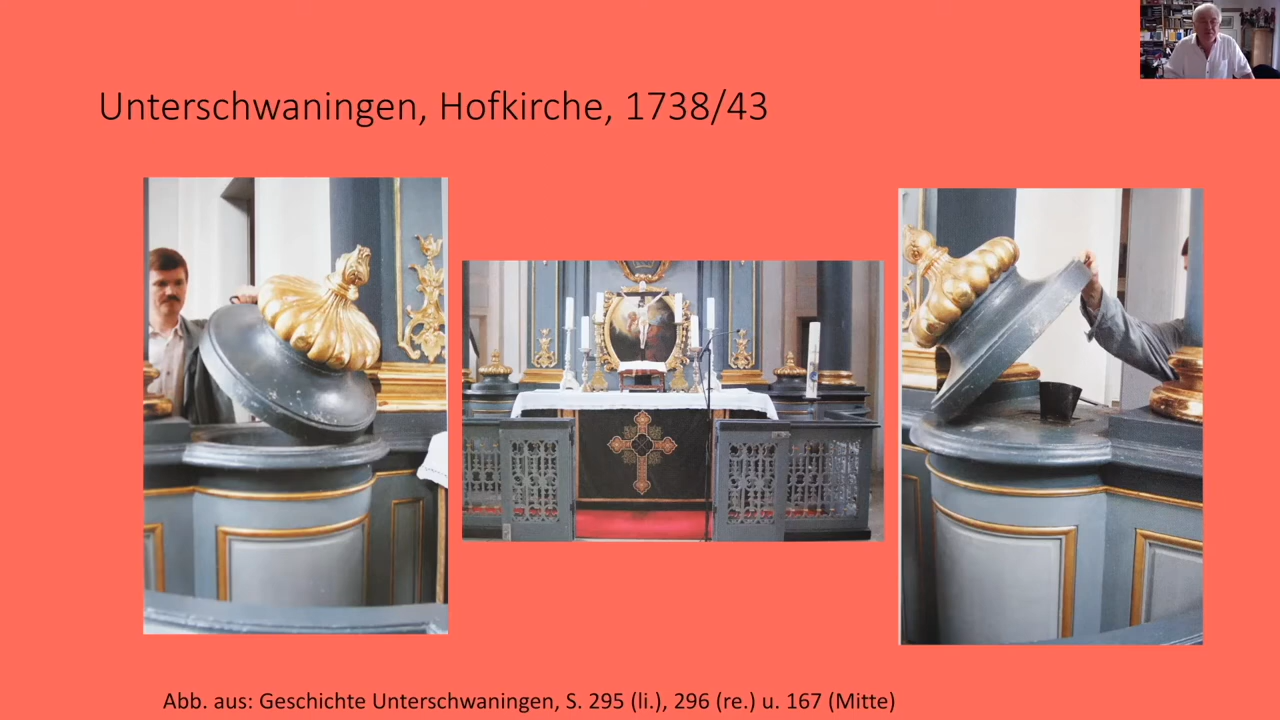 Unterschwaningen, Hofkirche, 1738/43
Abb. aus: Geschichte Unterschwaningen, S. 295 (li.), 296 (re.) u. 167 (Mitte)